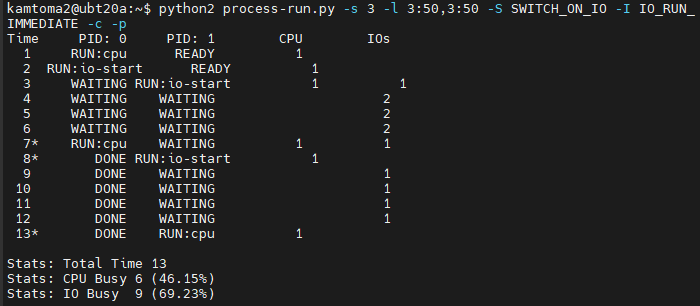 kamtoma2@ubt20a:~$ python2 process-run.py -s 3 -l 3:50,3:50 -S SWITCH_ON_IO -I IO_RUN_
IMMEDIATE -c -p
Time     PID: 0     PID: 1        CPU        IOs
  1     RUN:cpu      READY          1
  2  RUN:io-start      READY          1
  3     WAITING RUN:io-start          1          1
  4     WAITING    WAITING                     2
  5     WAITING    WAITING                     2
  6     WAITING    WAITING                     2
  7*    RUN:cpu    WAITING          1          1
  8*       DONE RUN:io-start          1
  9        DONE    WAITING                     1
 10        DONE    WAITING                     1
 11        DONE    WAITING                     1
 12        DONE    WAITING                     1
 13*       DONE    RUN:cpu          1
Stats: Total Time 13
Stats: CPU Busy 6 (46.15%)
Stats: IO Busy  9 (69.23%)